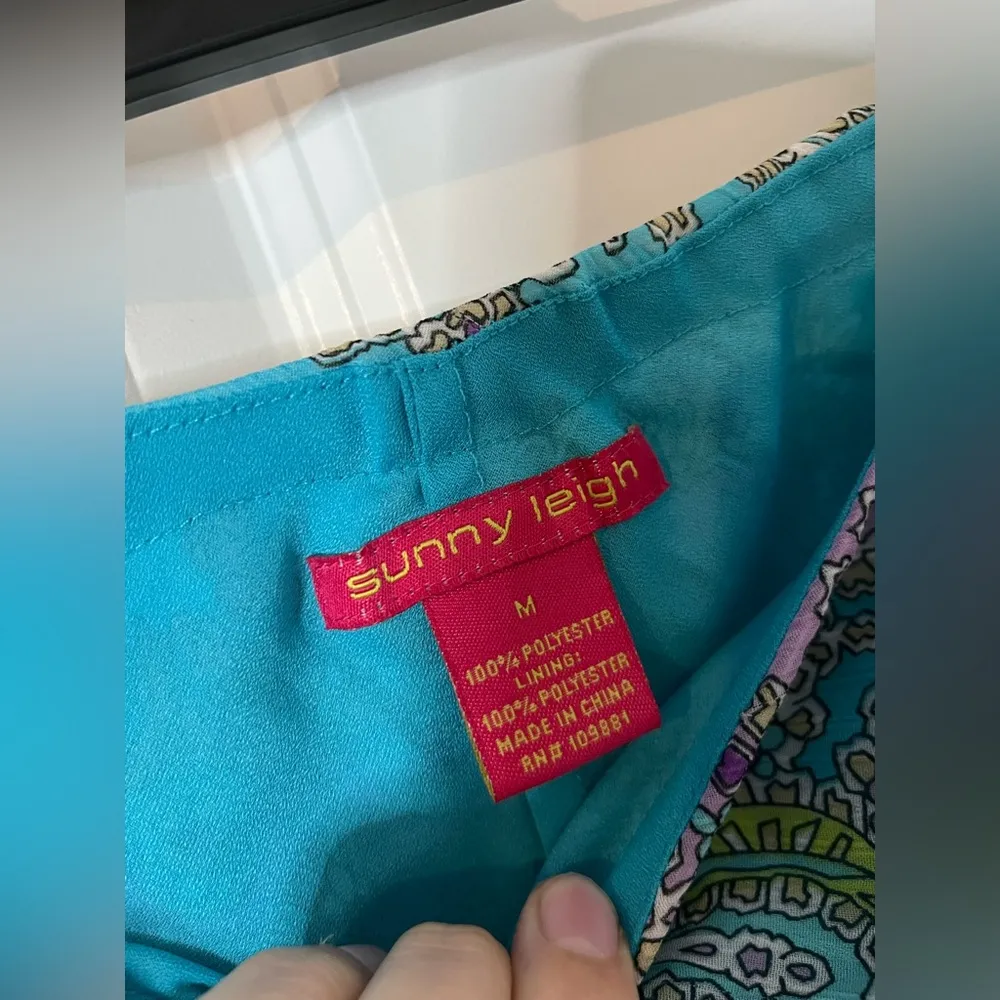 sunny leigh
M
100% POLYESTER
LINING:
100% POLYESTER
MADE IN CHINA
RN# 109881